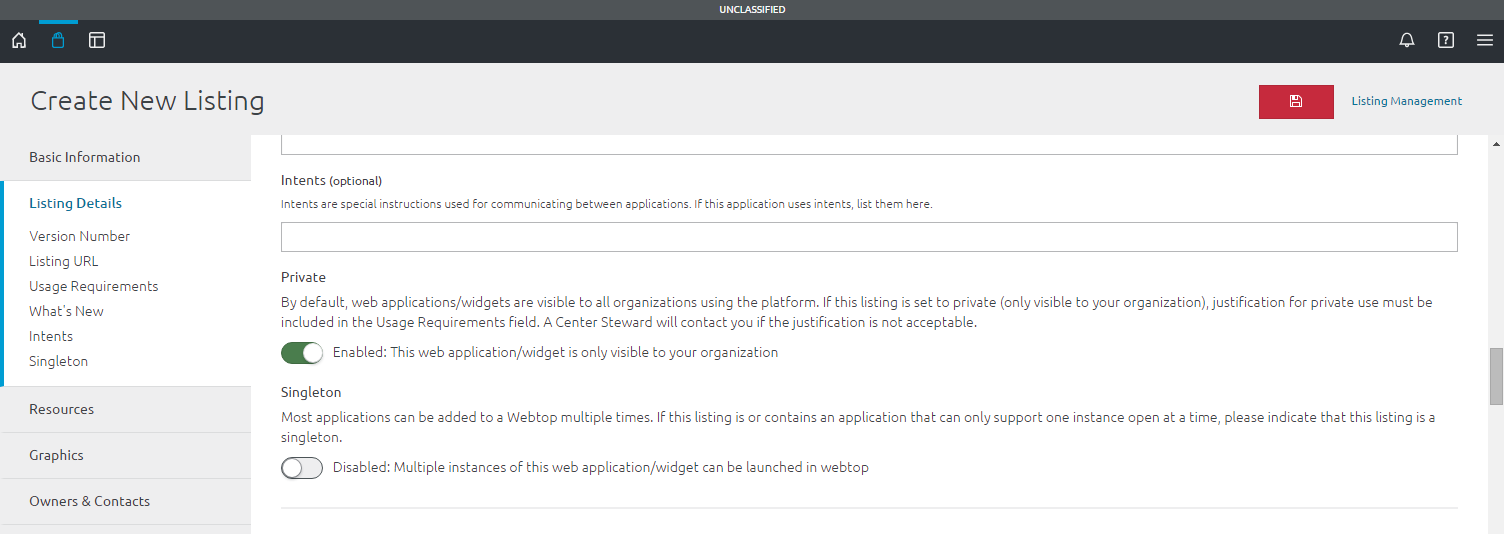 UNCLASSIFIED
Create New Listing
Listing Management
Basic Information
Listing Details
Version Number
Listing URL
Usage Requirements
What's New
Intents
Singleton
Resources
Graphics
Owners & Contacts
Intents (optional)
Intents are special instructions used for communicating between applications. If this application uses intents, list them here.
Private
By default, web applications/widgets are visible to all organizations using the platform. If this listing is set to private (only visible to your organization), justification for private use must be
included in the Usage Requirements field. A Center Steward will contact you if the justification is not acceptable.
Enabled: This web application/widget is only visible to your organization
Singleton
Most applications can be added to a Webtop multiple times. If this listing is or contains an application that can only support one instance open at a time, please indicate that this listing is a
singleton.
Disabled: Multiple instances of this web application/widget can be launched in webtop